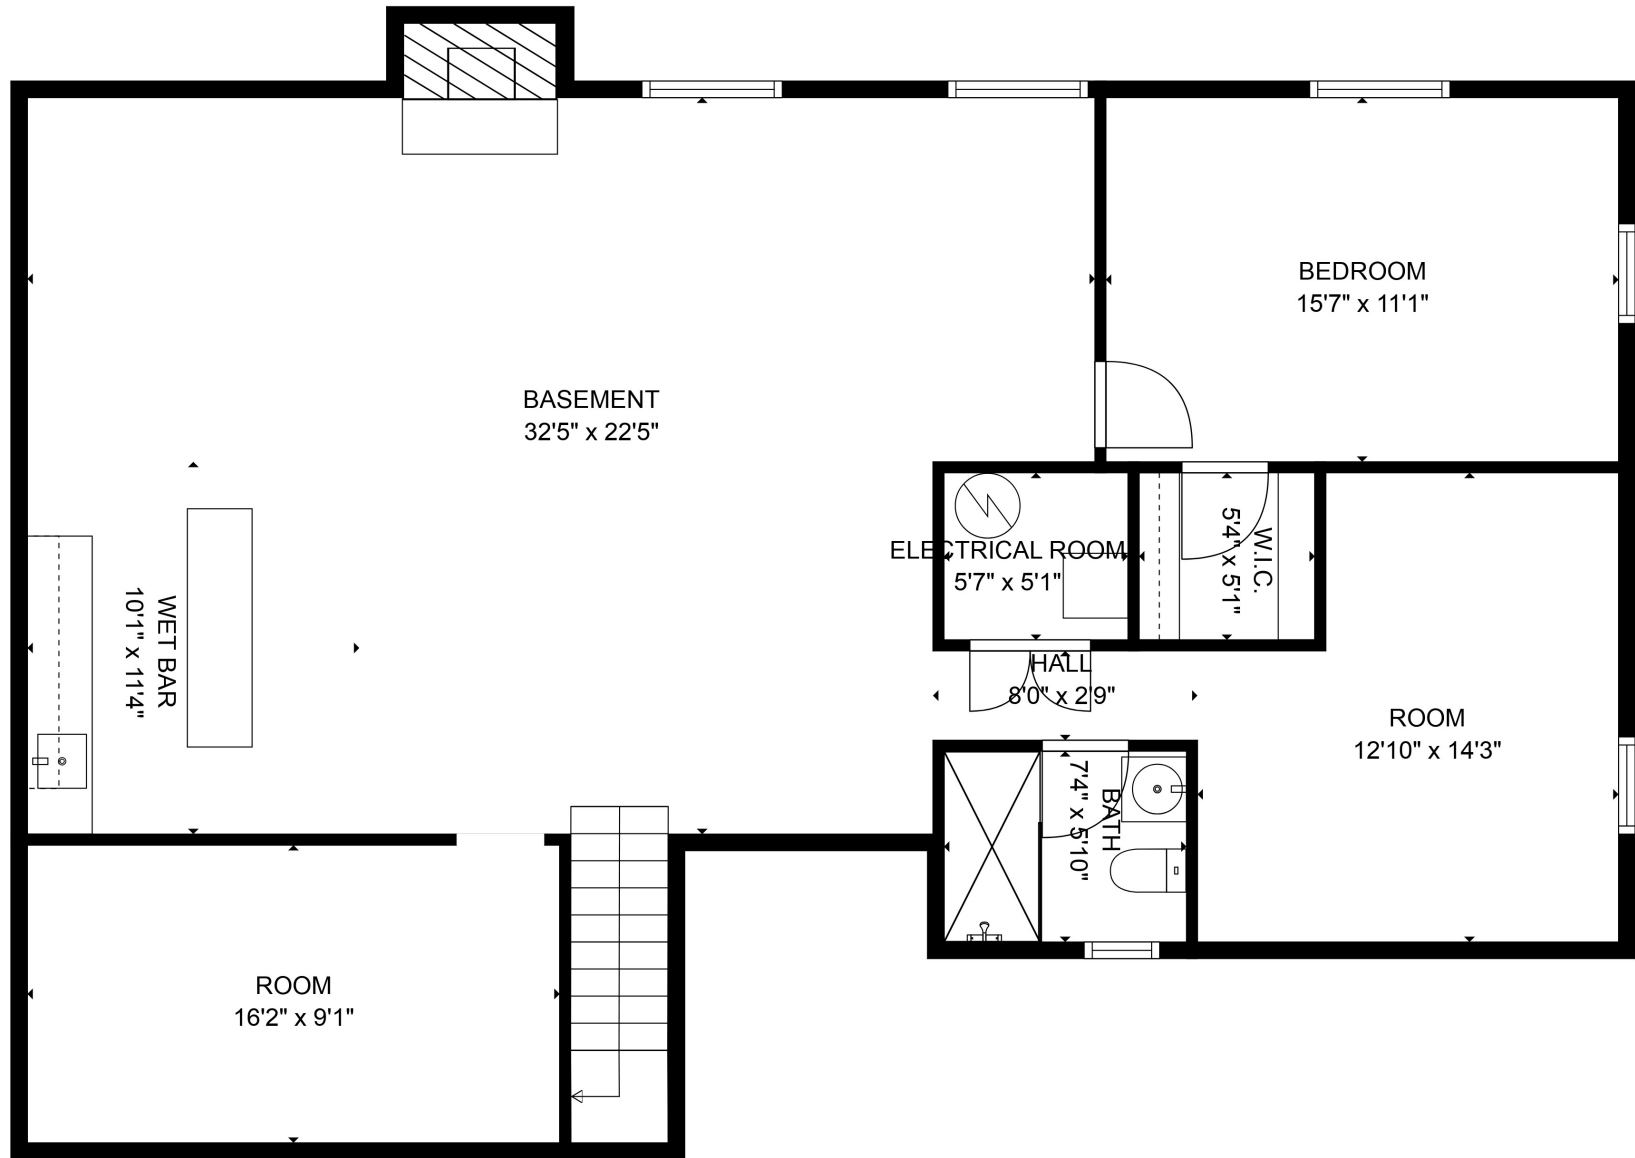 BEDROOM
15'7" x 11'1"
BASEMENT
32'5" x 22'5"
ELECTRICAL ROOM
5'7" x 5'1"
W.I.C.
5'4" x 5'1"
WET BAR
10'1" x 11'4"
HALL
8'0" x 2'9"
ROOM
12'10" x 14'3"
BATH
7'4" x 5'10"
ROOM
16'2" x 9'1"